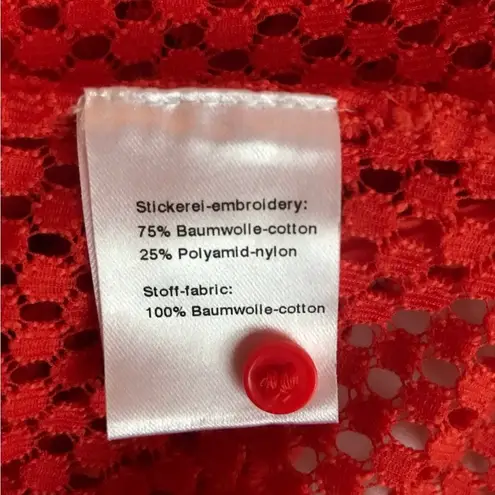 Stickerei-embroidery:
75% Baumwolle-cotton
25% Polyamid-nylon
Stoff-fabric:
100% Baumwolle-cotton